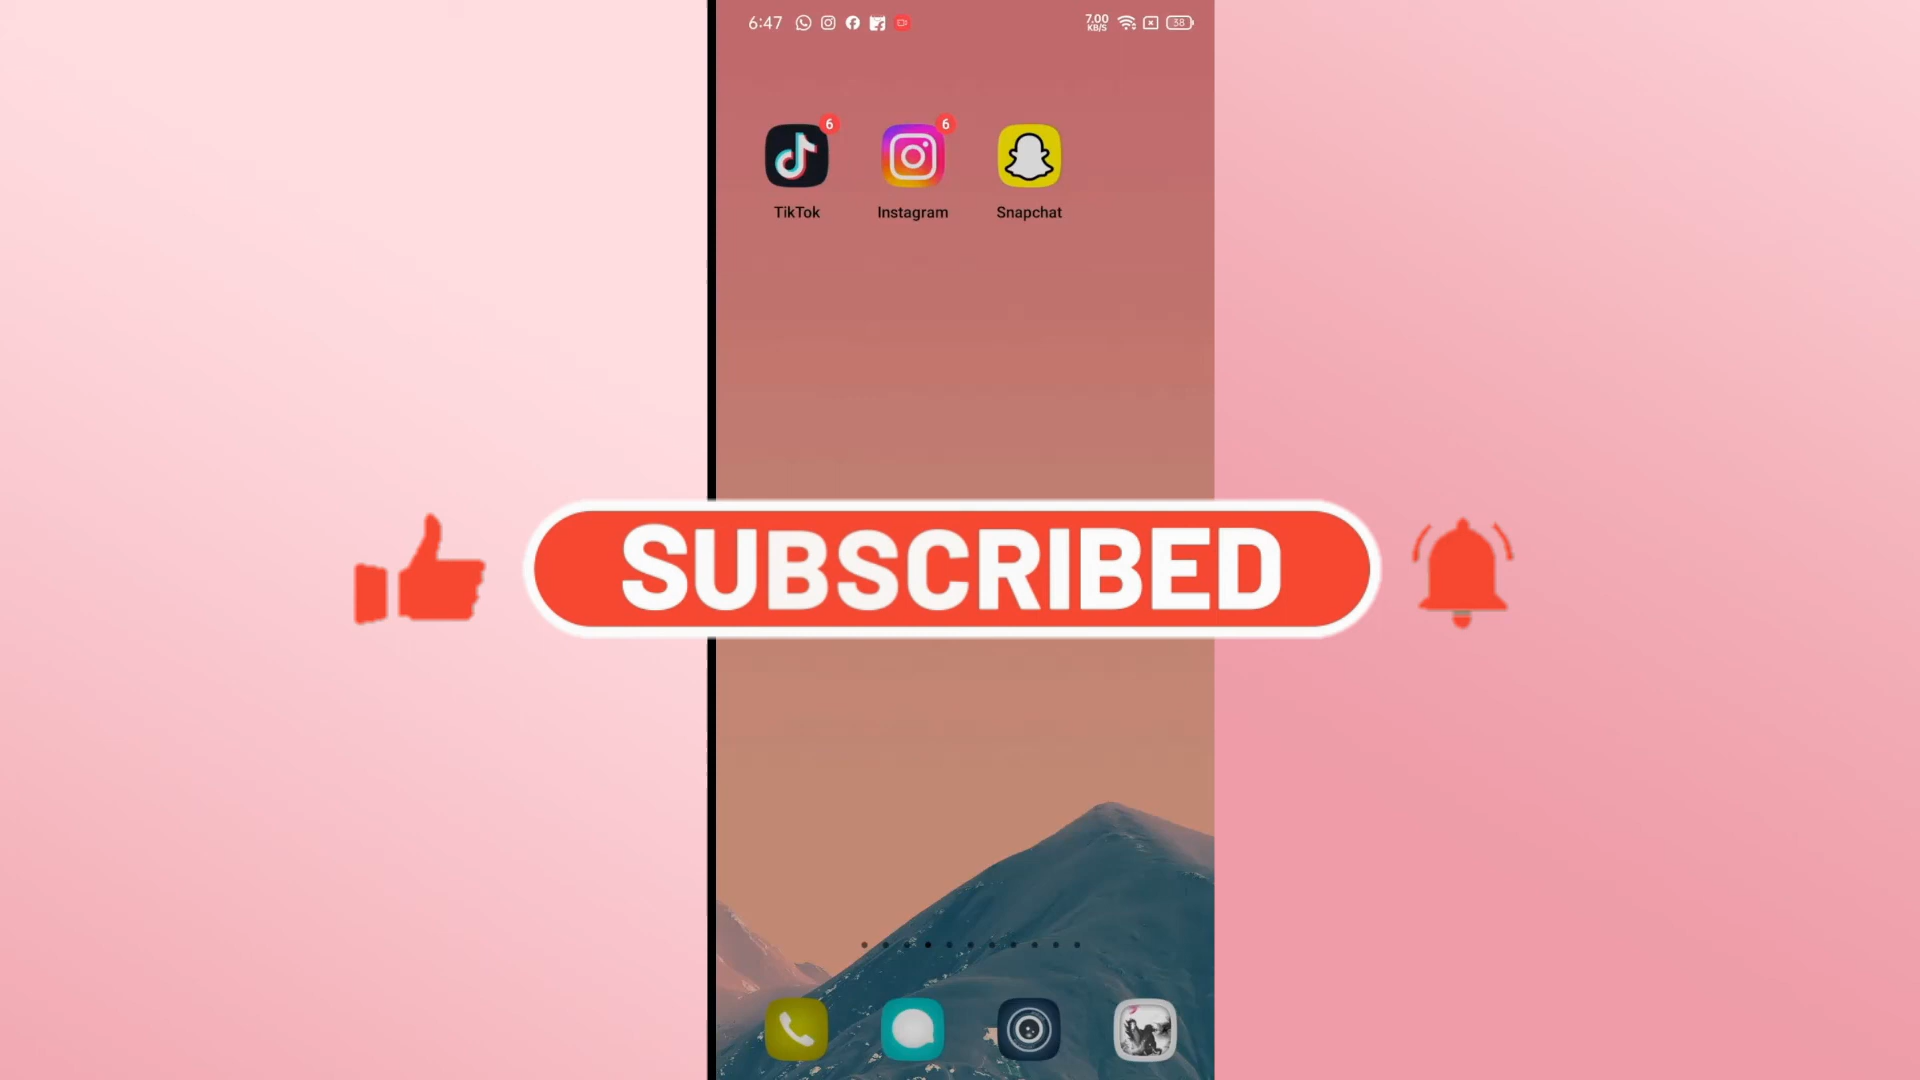 6:47
7.00
KB/S
38
6
6
TikTok
Instagram
Snapchat
SUBSCRIBED